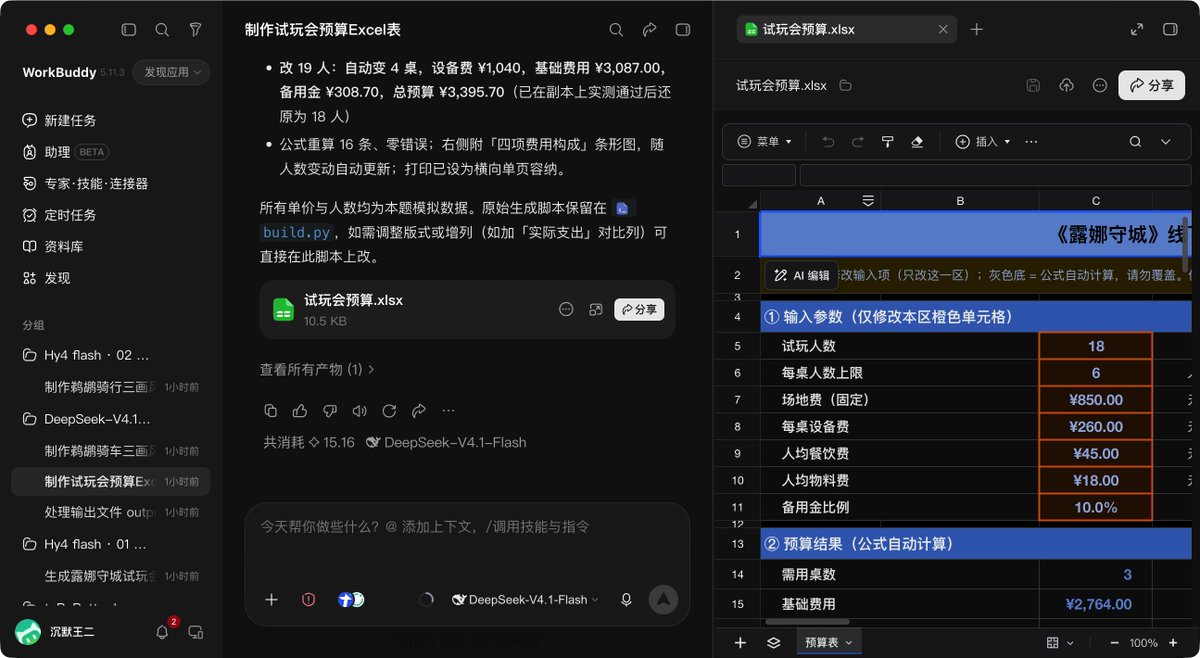 WorkBuddy 5.11.3 发现应用
新建任务
助理 BETA
专家·技能·连接器
定时任务
资料库
发现
分组
Hy4 flash · 02 ...
制作鹈鹕骑行三画 1小时前
DeepSeek-V4.1...
制作鹈鹕骑车三画 1小时前
制作试玩会预算Exc 1小时前
处理输出文件 outp 1小时前
Hy4 flash · 01 ...
生成露娜守城试玩会 1小时前
沉默王二
2
制作试玩会预算Excel表
改 19 人：自动变 4 桌，设备费 ¥1,040，基础费用 ¥3,087.00，
备用金 ¥308.70，总预算 ¥3,395.70（已在副本上实测通过后还
原为 18 人）
公式重算 16 条、零错误；右侧附「四项费用构成」条形图，随
人数变动自动更新；打印已设为横向单页容纳。
所有单价与人数均为本题模拟数据。原始生成脚本保留在
build.py，如需调整版式或增列（如加「实际支出」对比列）可
直接在此脚本上改。
试玩会预算.xlsx
10.5 KB
分享
查看所有产物 (1)
共消耗 15.16 DeepSeek-V4.1-Flash
今天帮你做些什么？@ 添加上下文，/调用技能与指令
DeepSeek-V4.1-Flash
试玩会预算.xlsx
试玩会预算.xlsx
分享
菜单
插入
A B C
1 《露娜守城》线下
2 AI 编辑 改输入项（只改这一区）；灰色底 = 公式自动计算，请勿覆盖。
3
4 ① 输入参数（仅修改本区橙色单元格）
5 试玩人数 18
6 每桌人数上限 6
7 场地费（固定） ¥850.00
8 每桌设备费 ¥260.00
9 人均餐饮费 ¥45.00
10 人均物料费 ¥18.00
11 备用金比例 10.0%
12
13 ② 预算结果（公式自动计算）
14 需用桌数 3
15 基础费用 ¥2,764.00
预算表
100%